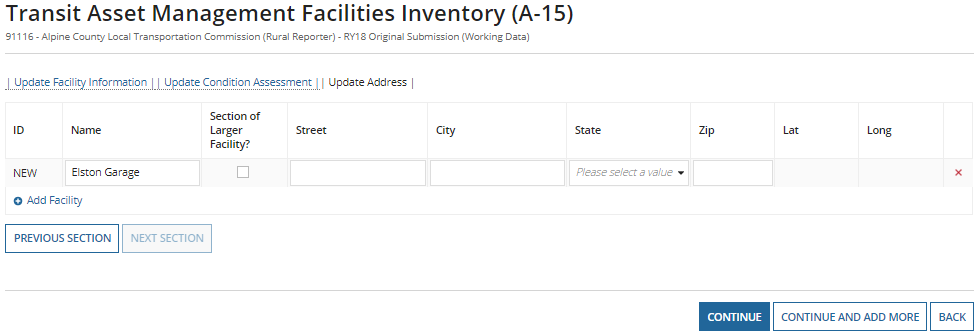 Transit Asset Management Facilities Inventory (A-15)
91116 - Alpine County Local Transportation Commission (Rural Reporter) - RY18 Original Submission (Working Data)
| Update Facility Information || Update Condition Assessment || Update Address |
ID Name Section of Larger Facility? Street City State Zip Lat Long
NEW Elston Garage Please select a value
Add Facility
PREVIOUS SECTION NEXT SECTION
CONTINUE CONTINUE AND ADD MORE BACK